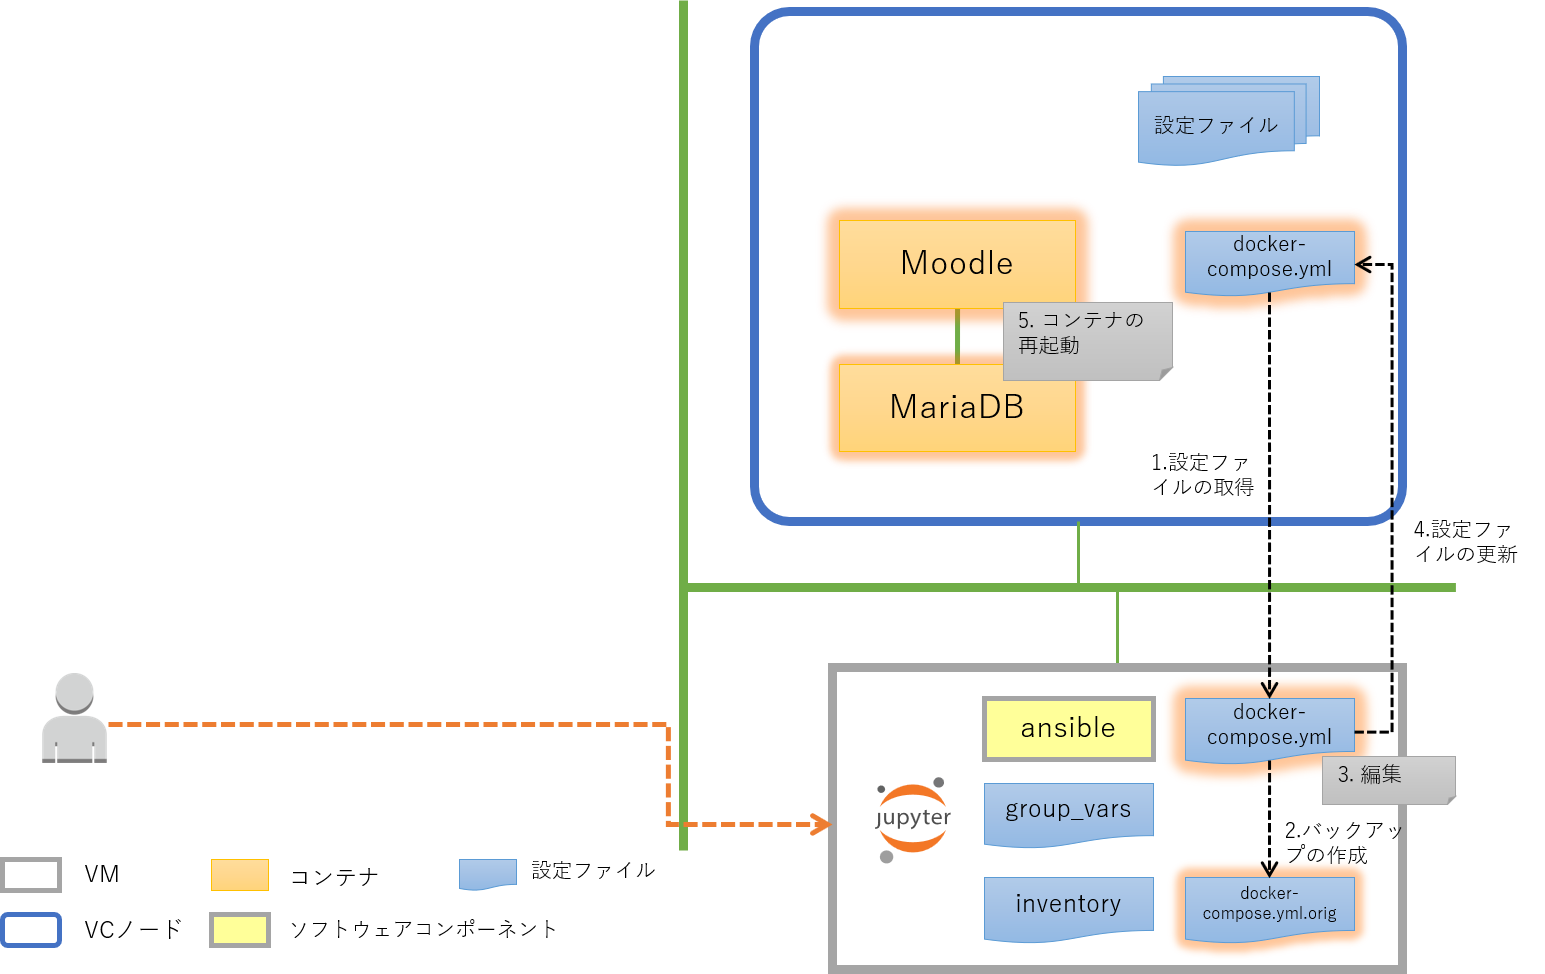 設定ファイル
docker-
compose.yml
Moodle
5. コンテナの
再起動
MariaDB
1.設定ファ
イルの取得
4.設定ファ
イルの更新
ansible
docker-
compose.yml
3. 編集
group_vars
jupyter
2.バックアッ
プの作成
inventory
docker-
compose.yml.orig
VM
コンテナ
設定ファイル
VCノード
ソフトウェアコンポーネント